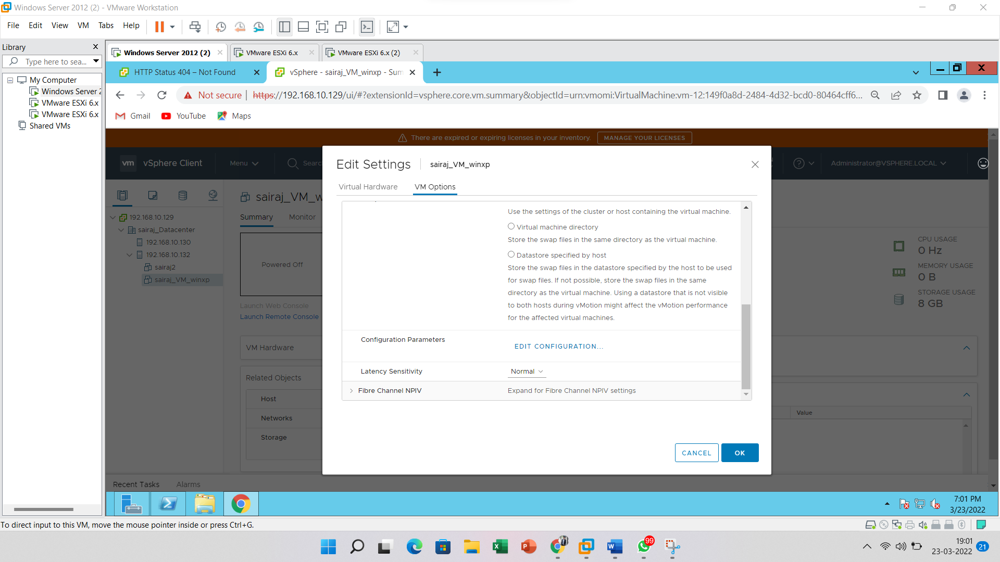 Windows Server 2012 (2) - VMware Workstation
File Edit View VM Tabs Help
Library
Type here to sea...
My Computer
Windows Server 2
VMware ESXi 6.x
VMware ESXi 6.x
Shared VMs
Windows Server 2012 (2)
VMware ESXi 6.x
VMware ESXi 6.x (2)
HTTP Status 404 – Not Found
vSphere - sairaj_VM_winxp - Sum
Not secure
https://192.168.10.129/ui/#?extensionId=vsphere.core.vm.summary&objectId=urn:vmomi:VirtualMachine:vm-12:149f0a8d-2484-4d32-bcd0-80464cff6...
Gmail
YouTube
Maps
There are expired or expiring licenses in your inventory.
MANAGE YOUR LICENSES
vm vSphere Client
Menu
Searc
Administrator@VSPHERE.LOCAL
192.168.10.129
sairaj_Datacenter
192.168.10.130
192.168.10.132
sairaj2
sairaj_VM_winxp
sairaj_VM_w
Summary
Monitor
Powered Off
Launch Web Console
Launch Remote Console
VM Hardware
Related Objects
Host
Networks
Storage
Edit Settings
sairaj_VM_winxp
Virtual Hardware
VM Options
Use the settings of the cluster or host containing the virtual machine.
Virtual machine directory
Store the swap files in the same directory as the virtual machine.
Datastore specified by host
Store the swap files in the datastore specified by the host to be used
for swap files. If not possible, store the swap files in the same
directory as the virtual machine. Using a datastore that is not visible
to both hosts during vMotion might affect the vMotion performance
for the affected virtual machines.
Configuration Parameters
EDIT CONFIGURATION...
Latency Sensitivity
Normal
Fibre Channel NPIV
Expand for Fibre Channel NPIV settings
CANCEL
OK
CPU USAGE
0 Hz
MEMORY USAGE
0 B
STORAGE USAGE
8 GB
Value
Recent Tasks
Alarms
7:01 PM
3/23/2022
To direct input to this VM, move the mouse pointer inside or press Ctrl+G.
99
19:01
23-03-2022
21